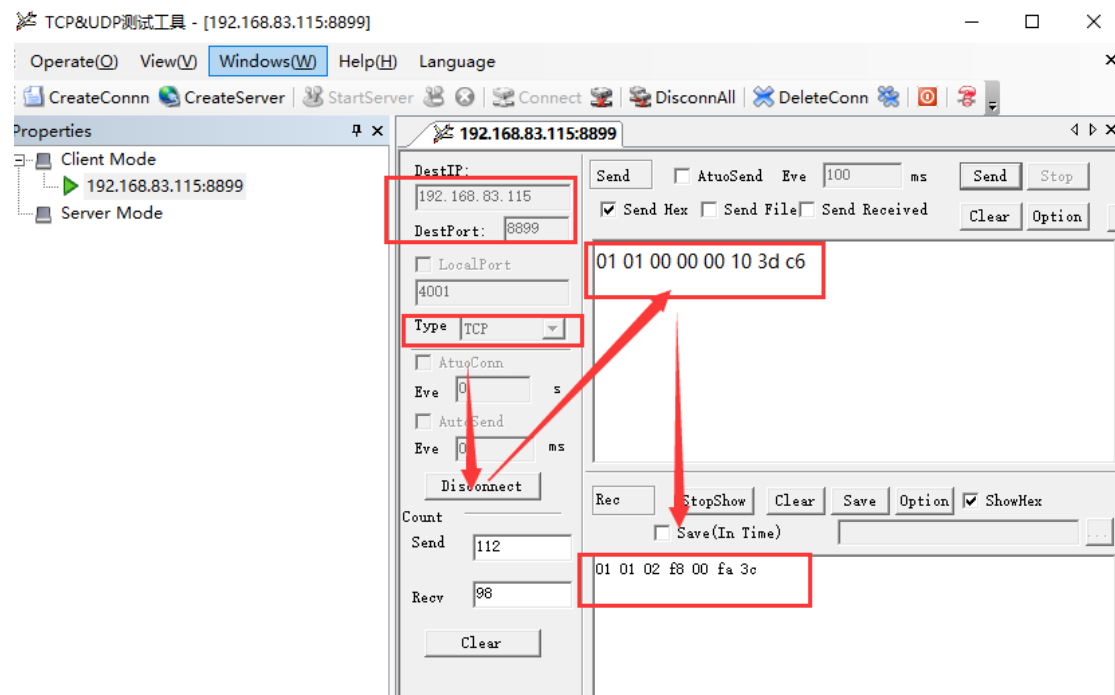 TCP&UDP测试工具 - [192.168.83.115:8899]
Operate(O) View(V) Windows(W) Help(H) Language
CreateConnn CreateServer StartServer Connect DisconnAll DeleteConn
Properties
192.168.83.115:8899
Client Mode
192.168.83.115:8899
Server Mode
DestIP:
192.168.83.115
DestPort: 8899
LocalPort
4001
Type TCP
AtuoConn
Eve 0 s
AutoSend
Eve 0 ms
Disconnect
Count
Send 112
Recv 98
Clear
Send AtuoSend Eve 100 ms Send Stop
Send Hex Send File Send Received Clear Option
01 01 00 00 00 10 3d c6
Rec StopShow Clear Save Option ShowHex
Save(In Time) ...
01 01 02 f8 00 fa 3c